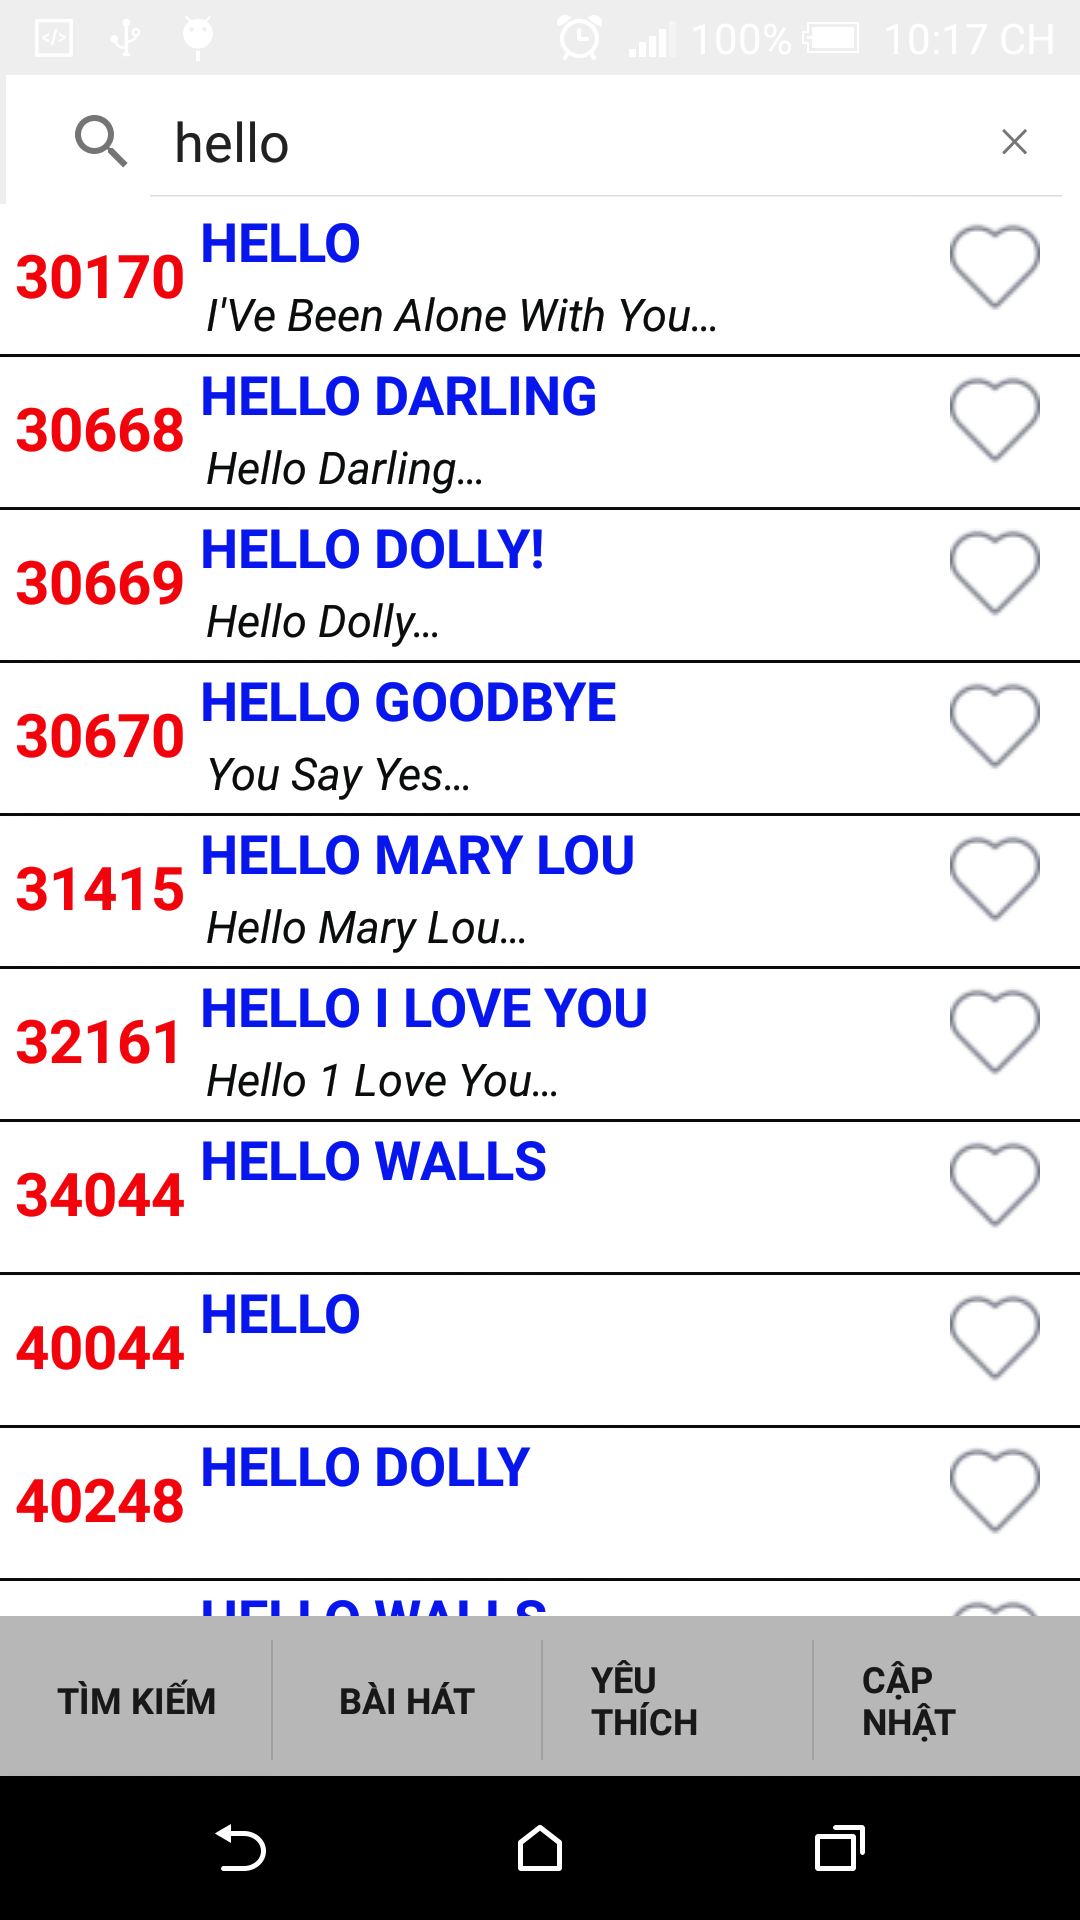 100% 10:17 CH
hello
30170
HELLO
I'Ve Been Alone With You...
30668
HELLO DARLING
Hello Darling...
30669
HELLO DOLLY!
Hello Dolly...
30670
HELLO GOODBYE
You Say Yes...
31415
HELLO MARY LOU
Hello Mary Lou...
32161
HELLO I LOVE YOU
Hello 1 Love You...
34044
HELLO WALLS
40044
HELLO
40248
HELLO DOLLY
HELLO WALLS
TÌM KIẾM
BÀI HÁT
YÊU
THÍCH
CẬP
NHẬT